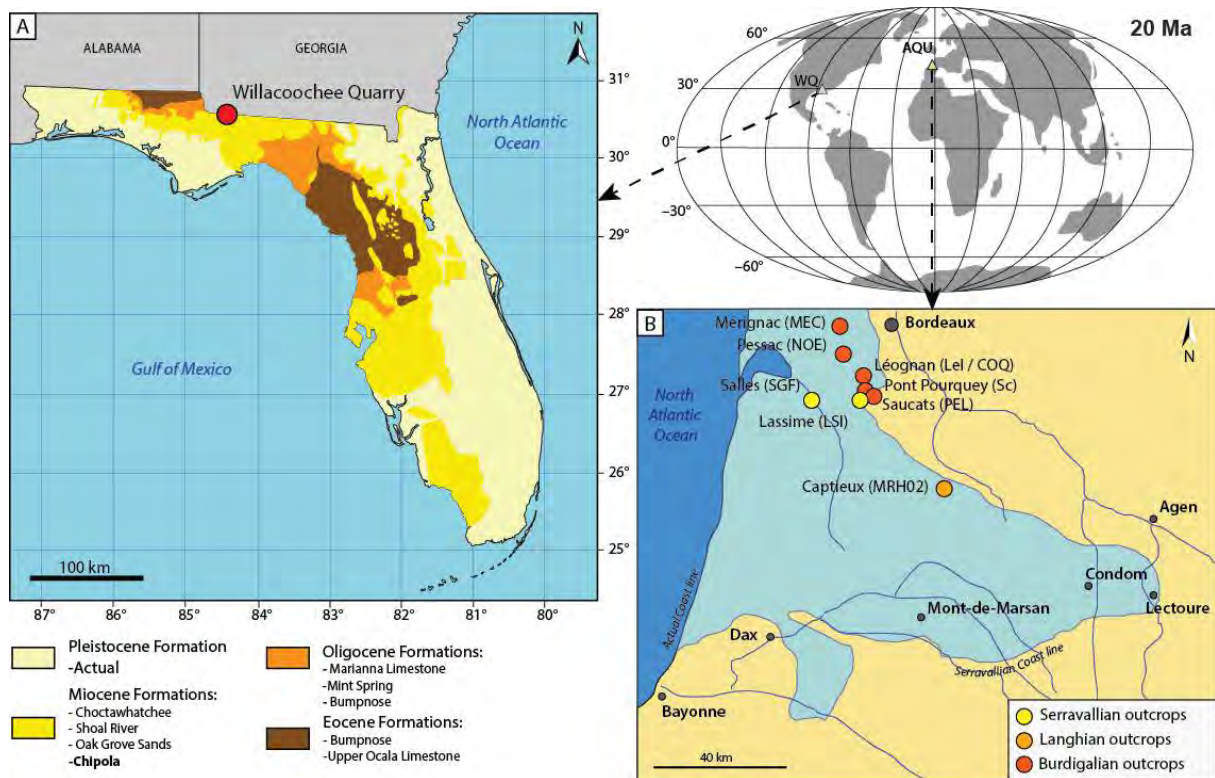 A
ALABAMA
GEORGIA
N
Willacoochee Quarry
North Atlantic
Ocean
Gulf of Mexico
100 km
31°
30°
29°
28°
27°
26°
25°
87°
86°
85°
84°
83°
82°
81°
80°
Pleistocene Formation
-Actual
Miocene Formations:
- Choctawhatchee
- Shoal River
- Oak Grove Sands
-Chipola
Oligocene Formations:
- Marianna Limestone
-Mint Spring
- Bumpnose
Eocene Formations:
- Bumpnose
-Upper Ocala Limestone
20 Ma
60°
30°
0°
−30°
−60°
AQU
WQ
B
Mérignac (MEC)
Bordeaux
N
Pessac (NOE)
Léognan (LeI / COQ)
Salles (SGF)
Pont Pourquey (Sc)
Saucats (PEL)
North
Atlantic
Ocean
Lassime (LSI)
Captieux (MRH02)
Agen
Condom
Lectoure
Mont-de-Marsan
Dax
Actual Coast line
Serravallian Coast line
Bayonne
40 km
Serravallian outcrops
Langhian outcrops
Burdigalian outcrops